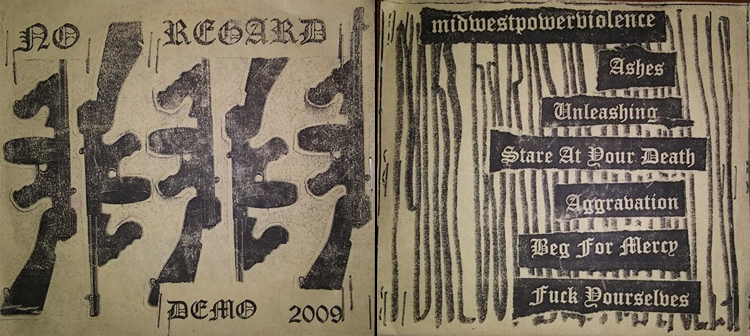 NO REGARD
DEMO 2009
midwestpowerviolence
Ashes
Unleashing
Stare At Your Death
Aggravation
Beg For Mercy
Fuck Yourselves